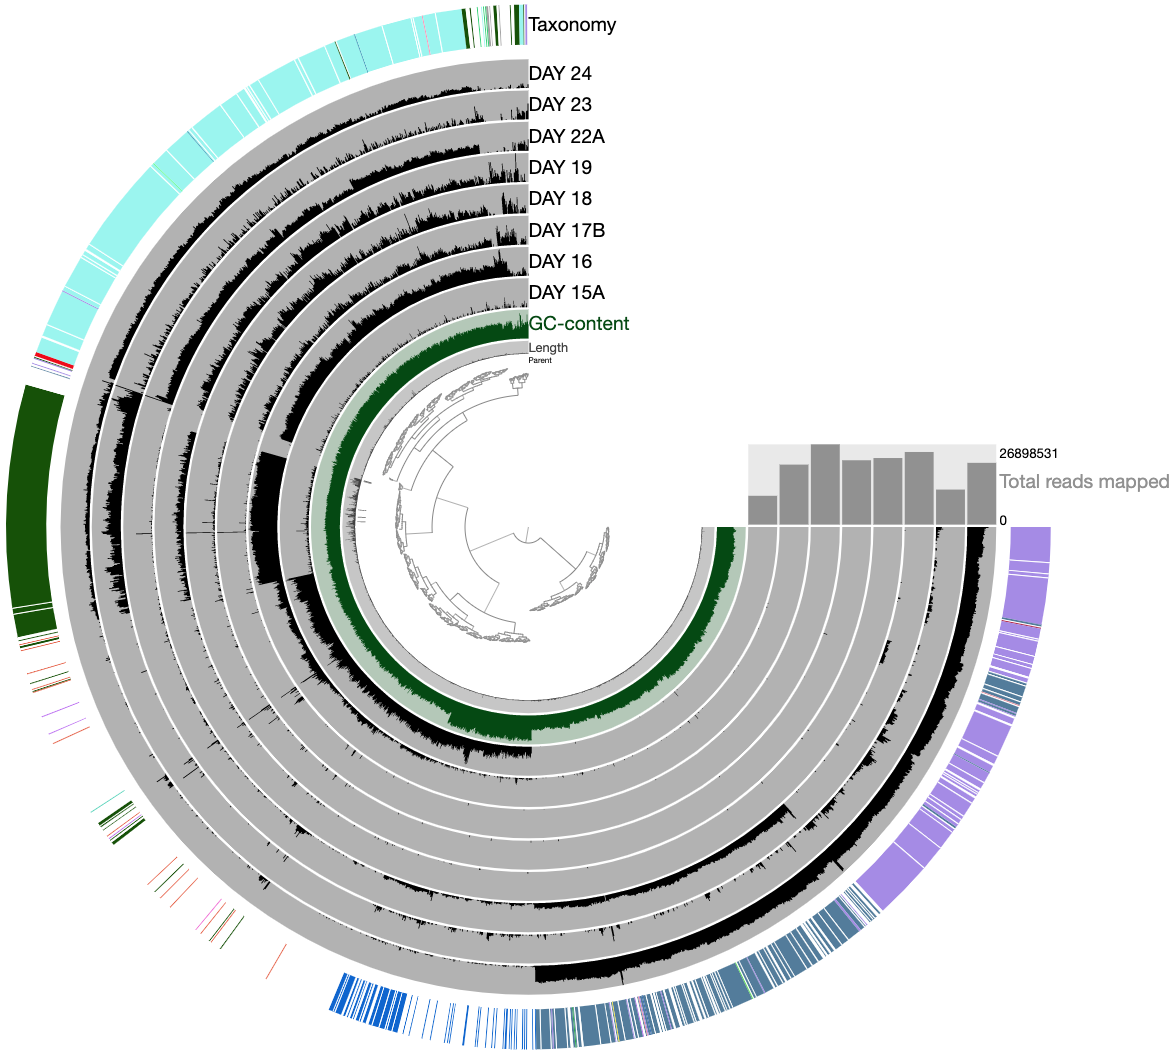 Taxonomy
DAY 24
DAY 23
DAY 22A
DAY 19
DAY 18
DAY 17B
DAY 16
DAY 15A
GC-content
Length
Parent
26898531
Total reads mapped
0